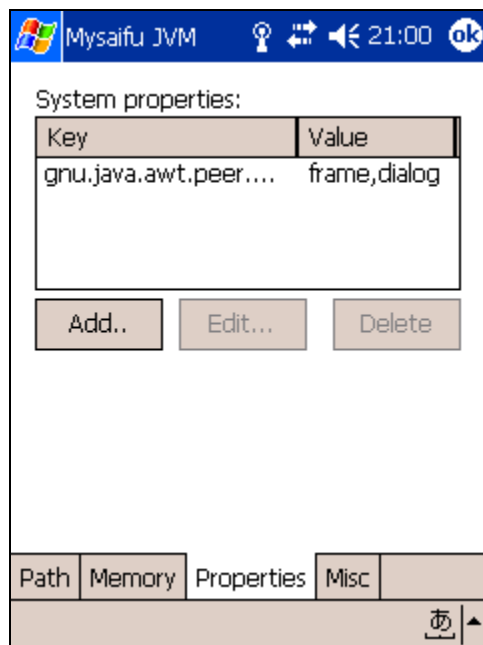 Mysaifu JVM 21:00 ok
System properties:
Key Value
gnu.java.awt.peer.... frame,dialog
Add.. Edit... Delete
Path Memory Properties Misc
あ